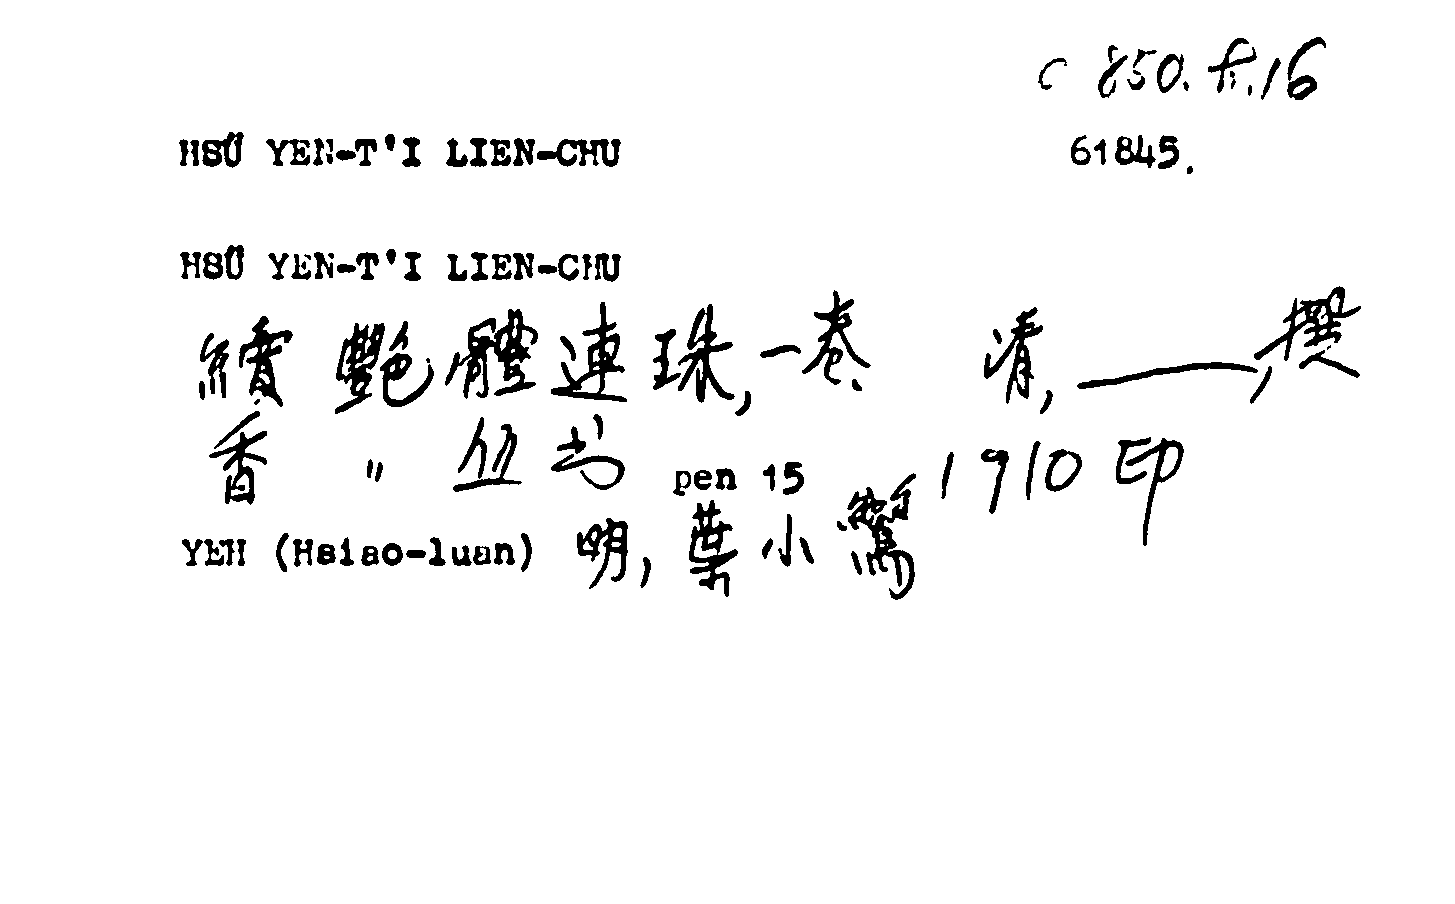 C 850. fi. 16
HSÜ YEN-T'I LIEN-CHU 61845.
HSÜ YEN-T'I LIEN-CHU
續艷體連珠,一卷 清,———,撰
香〃丛书 pen 15 1910 印
YEH (Hsiao-luan) 明,葉小鸞